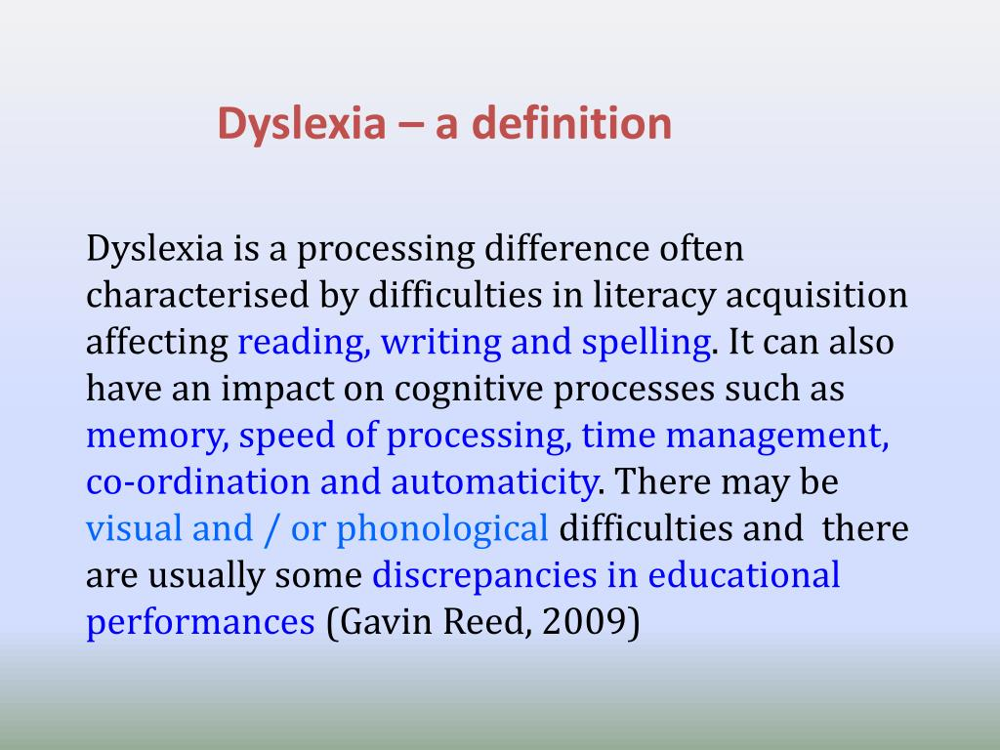 Dyslexia – a definition
Dyslexia is a processing difference often
characterised by difficulties in literacy acquisition
affecting reading, writing and spelling. It can also
have an impact on cognitive processes such as
memory, speed of processing, time management,
co-ordination and automaticity. There may be
visual and / or phonological difficulties and  there
are usually some discrepancies in educational
performances (Gavin Reed, 2009)